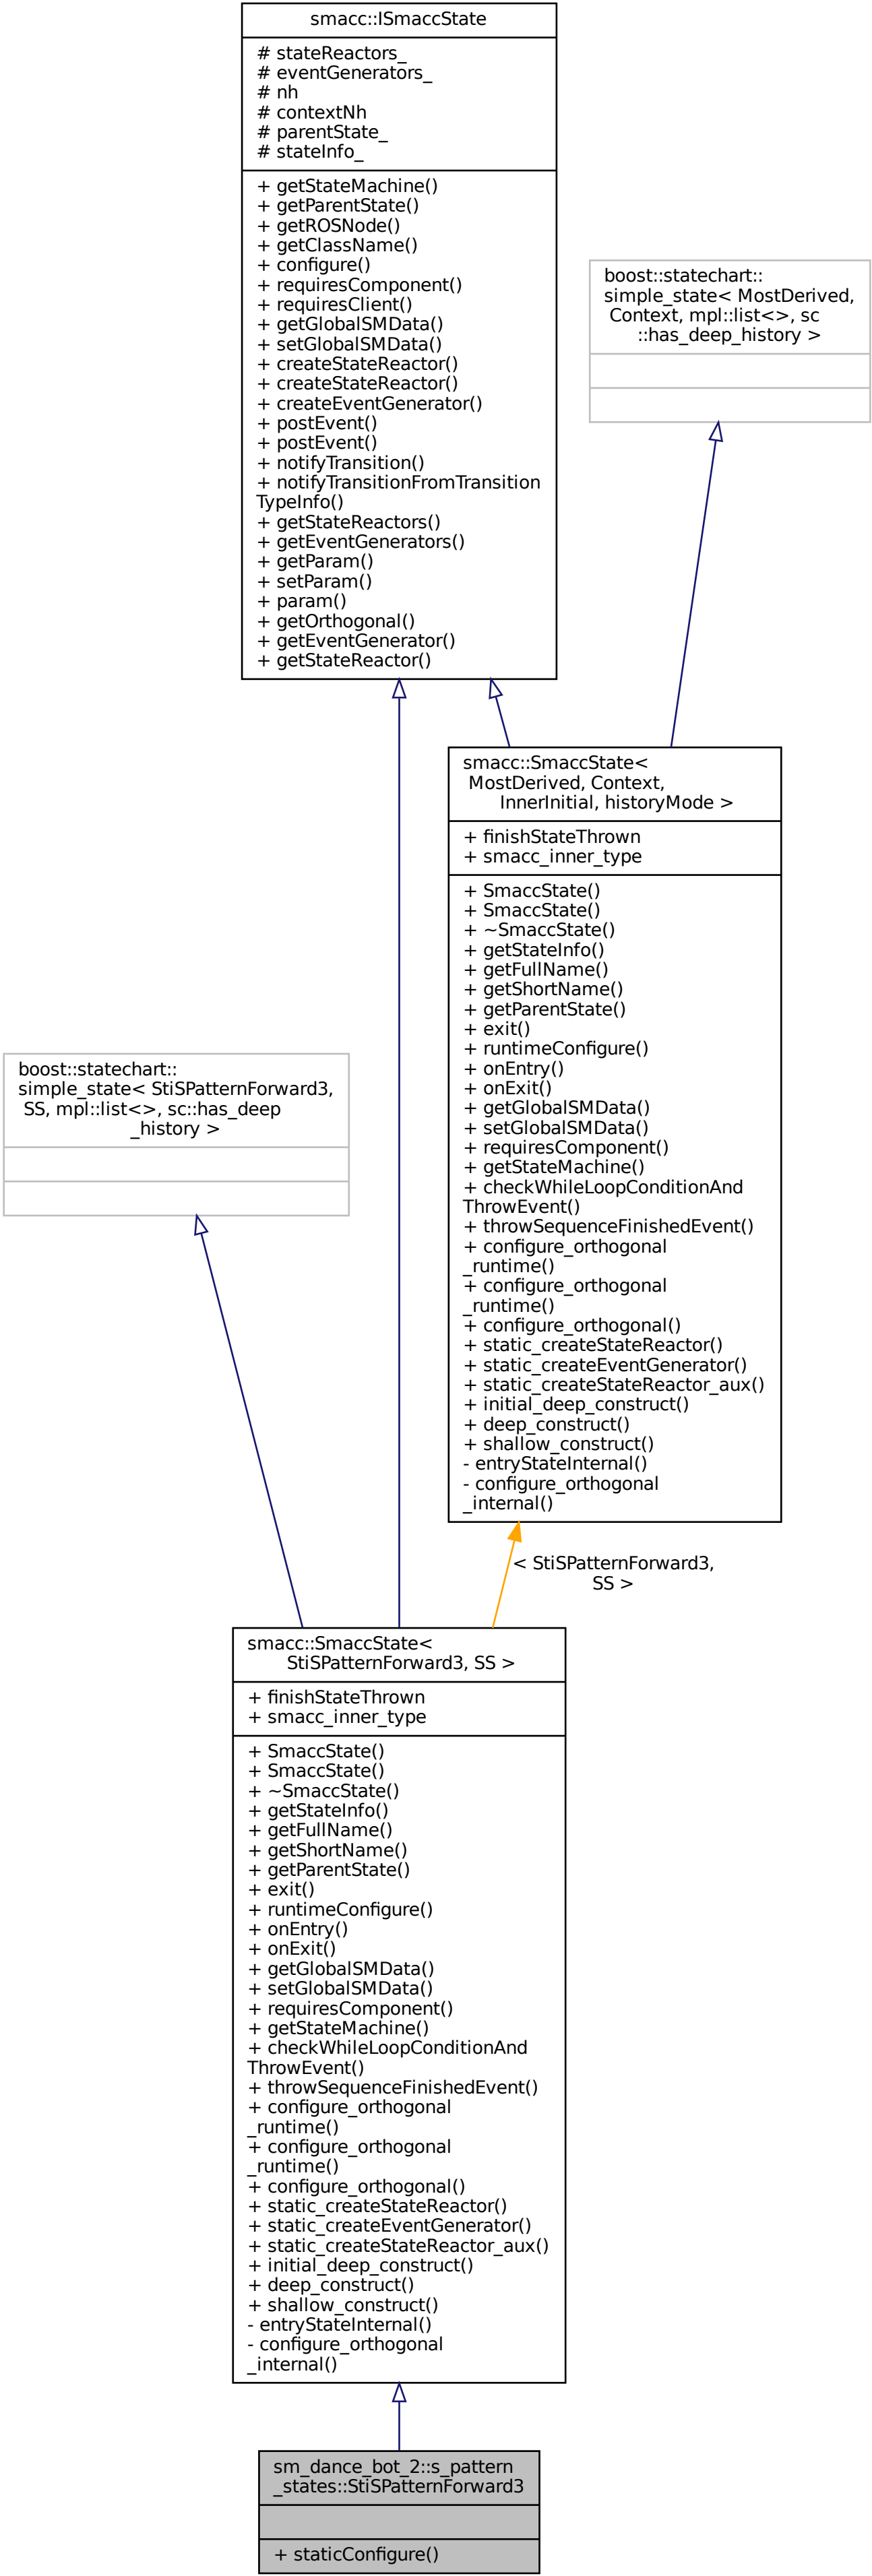 smacc::ISmaccState
# stateReactors_
# eventGenerators_
# nh
# contextNh
# parentState_
# stateInfo_
+ getStateMachine()
+ getParentState()
+ getROSNode()
+ getClassName()
+ configure()
+ requiresComponent()
+ requiresClient()
+ getGlobalSMData()
+ setGlobalSMData()
+ createStateReactor()
+ createStateReactor()
+ createEventGenerator()
+ postEvent()
+ postEvent()
+ notifyTransition()
+ notifyTransitionFromTransition
TypeInfo()
+ getStateReactors()
+ getEventGenerators()
+ getParam()
+ setParam()
+ param()
+ getOrthogonal()
+ getEventGenerator()
+ getStateReactor()
boost::statechart::
simple_state< MostDerived,
Context, mpl::list<>, sc
::has_deep_history >
smacc::SmaccState<
MostDerived, Context,
InnerInitial, historyMode >
+ finishStateThrown
+ smacc_inner_type
+ SmaccState()
+ SmaccState()
+ ~SmaccState()
+ getStateInfo()
+ getFullName()
+ getShortName()
+ getParentState()
+ exit()
+ runtimeConfigure()
+ onEntry()
+ onExit()
+ getGlobalSMData()
+ setGlobalSMData()
+ requiresComponent()
+ getStateMachine()
+ checkWhileLoopConditionAnd
ThrowEvent()
+ throwSequenceFinishedEvent()
+ configure_orthogonal
_runtime()
+ configure_orthogonal
_runtime()
+ configure_orthogonal()
+ static_createStateReactor()
+ static_createEventGenerator()
+ static_createStateReactor_aux()
+ initial_deep_construct()
+ deep_construct()
+ shallow_construct()
- entryStateInternal()
- configure_orthogonal
_internal()
boost::statechart::
simple_state< StiSPatternForward3,
SS, mpl::list<>, sc::has_deep
_history >
< StiSPatternForward3,
SS >
smacc::SmaccState<
StiSPatternForward3, SS >
+ finishStateThrown
+ smacc_inner_type
+ SmaccState()
+ SmaccState()
+ ~SmaccState()
+ getStateInfo()
+ getFullName()
+ getShortName()
+ getParentState()
+ exit()
+ runtimeConfigure()
+ onEntry()
+ onExit()
+ getGlobalSMData()
+ setGlobalSMData()
+ requiresComponent()
+ getStateMachine()
+ checkWhileLoopConditionAnd
ThrowEvent()
+ throwSequenceFinishedEvent()
+ configure_orthogonal
_runtime()
+ configure_orthogonal
_runtime()
+ configure_orthogonal()
+ static_createStateReactor()
+ static_createEventGenerator()
+ static_createStateReactor_aux()
+ initial_deep_construct()
+ deep_construct()
+ shallow_construct()
- entryStateInternal()
- configure_orthogonal
_internal()
sm_dance_bot_2::s_pattern
_states::StiSPatternForward3
+ staticConfigure()